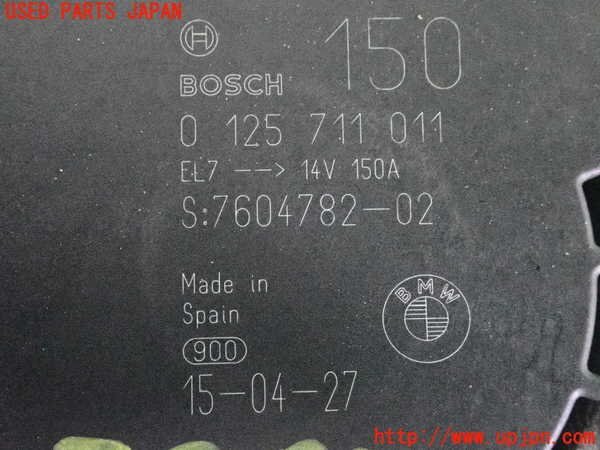 USED PARTS JAPAN
150
BOSCH
0 125 711 011
EL7 --> 14V 150A
S:7604782-02
Made in
Spain
BMW
900
15-04-27
http://www.upjpn.com